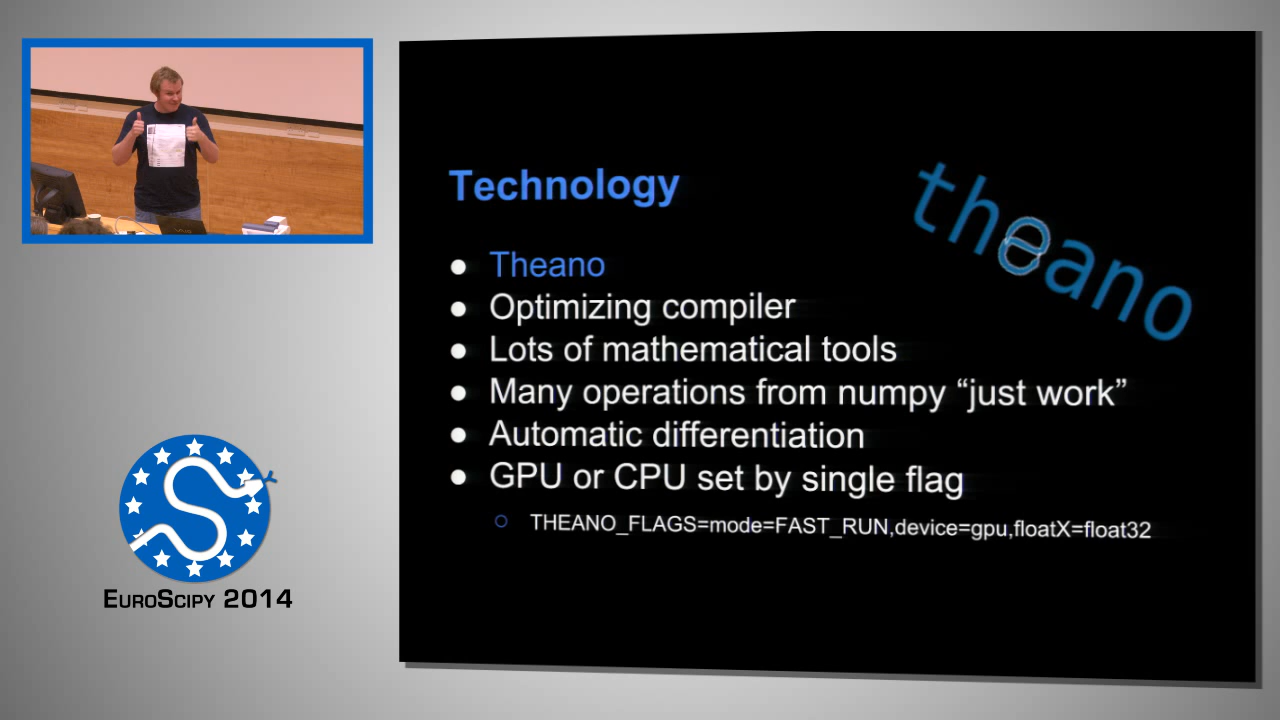 Technology
theano
Theano
Optimizing compiler
Lots of mathematical tools
Many operations from numpy “just work”
Automatic differentiation
GPU or CPU set by single flag
THEANO_FLAGS=mode=FAST_RUN,device=gpu,floatX=float32
EUROSCIPY 2014